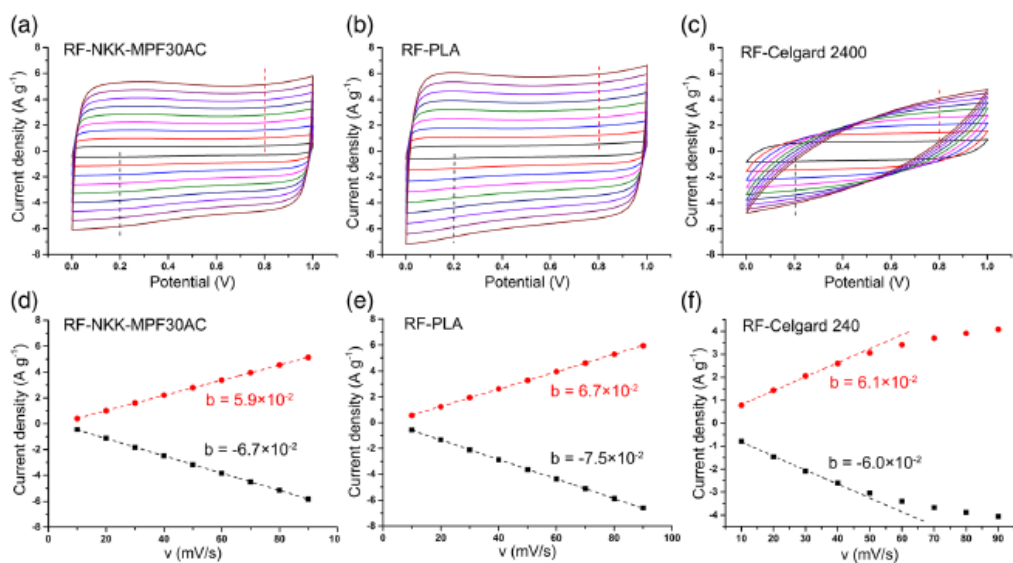 (a)
RF-NKK-MPF30AC
Current density (A g⁻¹)
8
6
4
2
0
-2
-4
-6
-8
0.0 0.2 0.4 0.6 0.8 1.0
Potential (V)
(b)
RF-PLA
Current density (A g⁻¹)
8
6
4
2
0
-2
-4
-6
-8
0.0 0.2 0.4 0.6 0.8 1.0
Potential (V)
(c)
RF-Celgard 2400
Current density (A g⁻¹)
8
6
4
2
0
-2
-4
-6
-8
0.0 0.2 0.4 0.6 0.8 1.0
Potential (V)
(d)
RF-NKK-MPF30AC
Current density (A g⁻¹)
8
6
4
2
0
-2
-4
-6
-8
b = 5.9×10⁻²
b = -6.7×10⁻²
0 20 40 60 80 100
v (mV/s)
(e)
RF-PLA
Current density (A g⁻¹)
8
6
4
2
0
-2
-4
-6
-8
b = 6.7×10⁻²
b = -7.5×10⁻²
0 20 40 60 80 100
v (mV/s)
(f)
RF-Celgard 240
Current density (A g⁻¹)
4
3
2
1
0
-1
-2
-3
-4
b = 6.1×10⁻²
b = -6.0×10⁻²
10 20 30 40 50 60 70 80 90
v (mV/s)